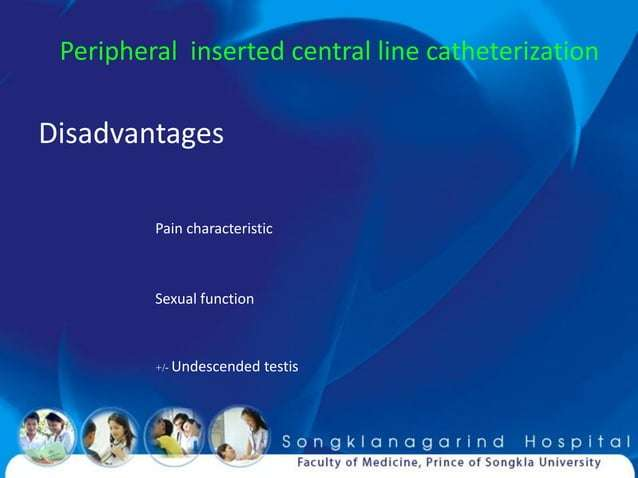 Peripheral inserted central line catheterization
Disadvantages
Pain characteristic
Sexual function
+/- Undescended testis
Songklanagarind Hospital
Faculty of Medicine, Prince of Songkla University